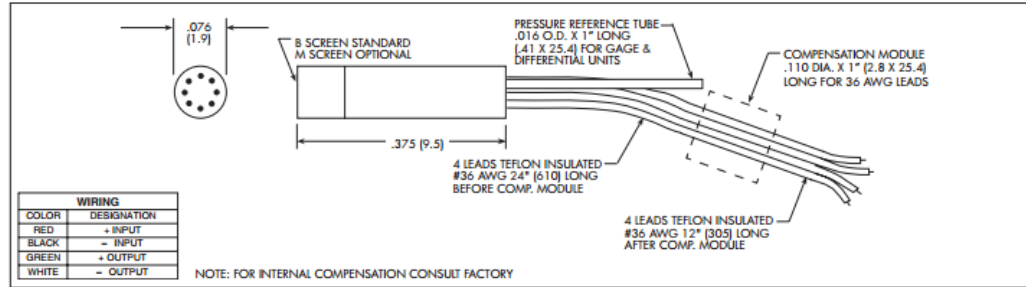 .076
(1.9)
B SCREEN STANDARD
M SCREEN OPTIONAL
PRESSURE REFERENCE TUBE
.016 O.D. X 1" LONG
(.41 X 25.4) FOR GAGE &
DIFFERENTIAL UNITS
COMPENSATION MODULE
.110 DIA. X 1" (2.8 X 25.4)
LONG FOR 36 AWG LEADS
.375 (9.5)
4 LEADS TEFLON INSULATED
#36 AWG 24" (610) LONG
BEFORE COMP. MODULE
4 LEADS TEFLON INSULATED
#36 AWG 12" (305) LONG
AFTER COMP. MODULE
WIRING
COLOR DESIGNATION
RED + INPUT
BLACK – INPUT
GREEN + OUTPUT
WHITE – OUTPUT
NOTE: FOR INTERNAL COMPENSATION CONSULT FACTORY